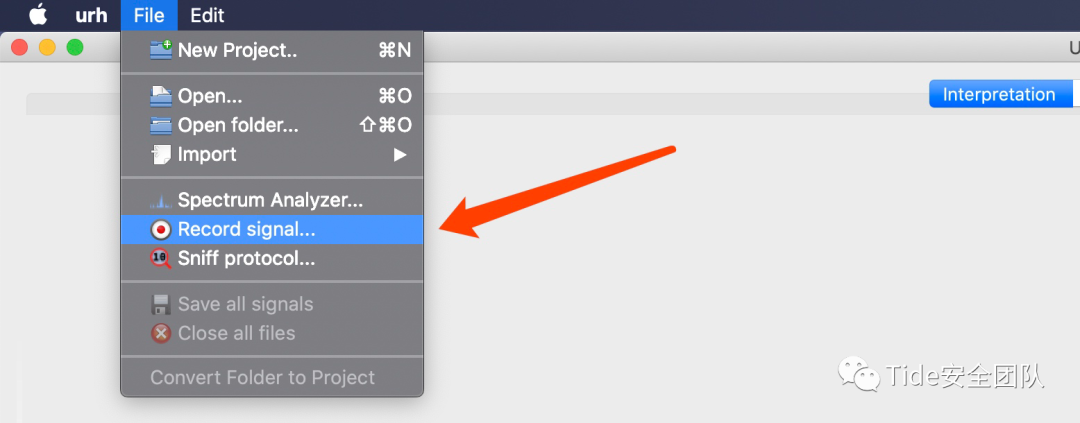 urh File Edit
New Project.. ⌘N
U
Open... ⌘O
Interpretation
Open folder... ⇧⌘O
Import ▶
Spectrum Analyzer...
Record signal...
10 Sniff protocol...
Save all signals
Close all files
Convert Folder to Project
Tide安全团队